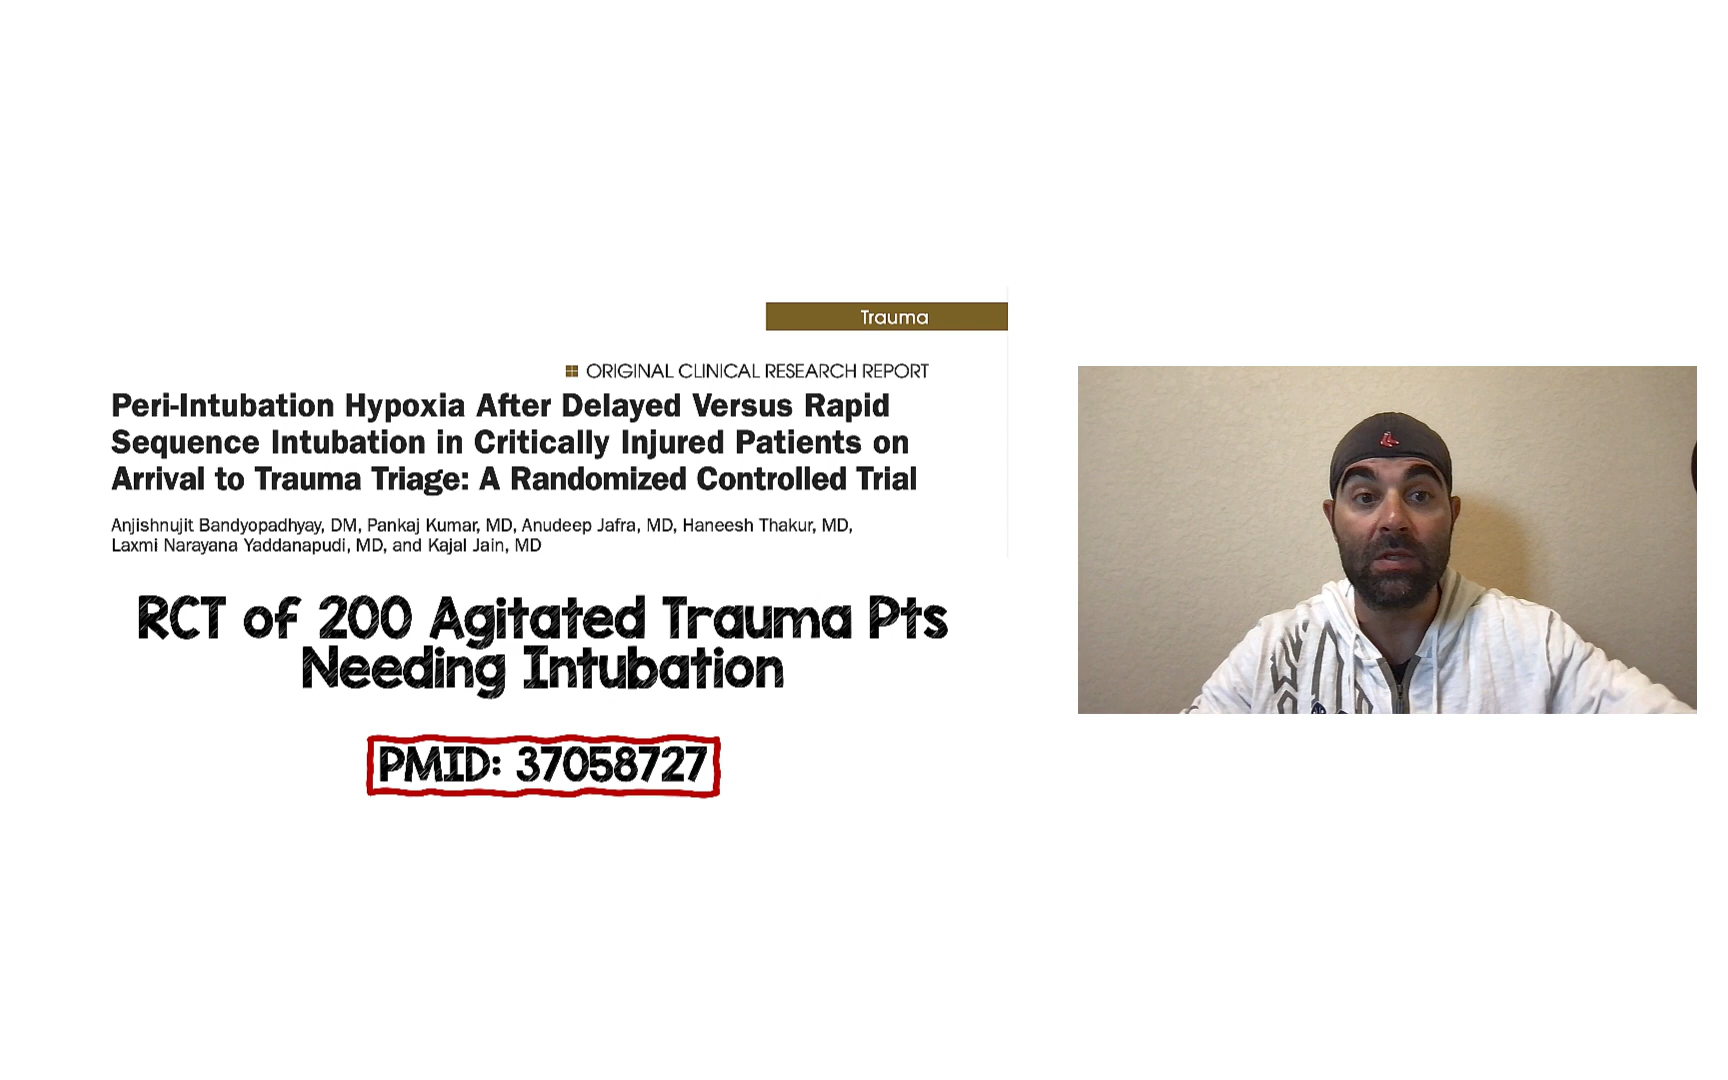 Trauma
ORIGINAL CLINICAL RESEARCH REPORT
Peri-Intubation Hypoxia After Delayed Versus Rapid
Sequence Intubation in Critically Injured Patients on
Arrival to Trauma Triage: A Randomized Controlled Trial
Anjishnujit Bandyopadhyay, DM, Pankaj Kumar, MD, Anudeep Jafra, MD, Haneesh Thakur, MD,
Laxmi Narayana Yaddanapudi, MD, and Kajal Jain, MD
RCT of 200 Agitated Trauma Pts
Needing Intubation
PMID: 37058727